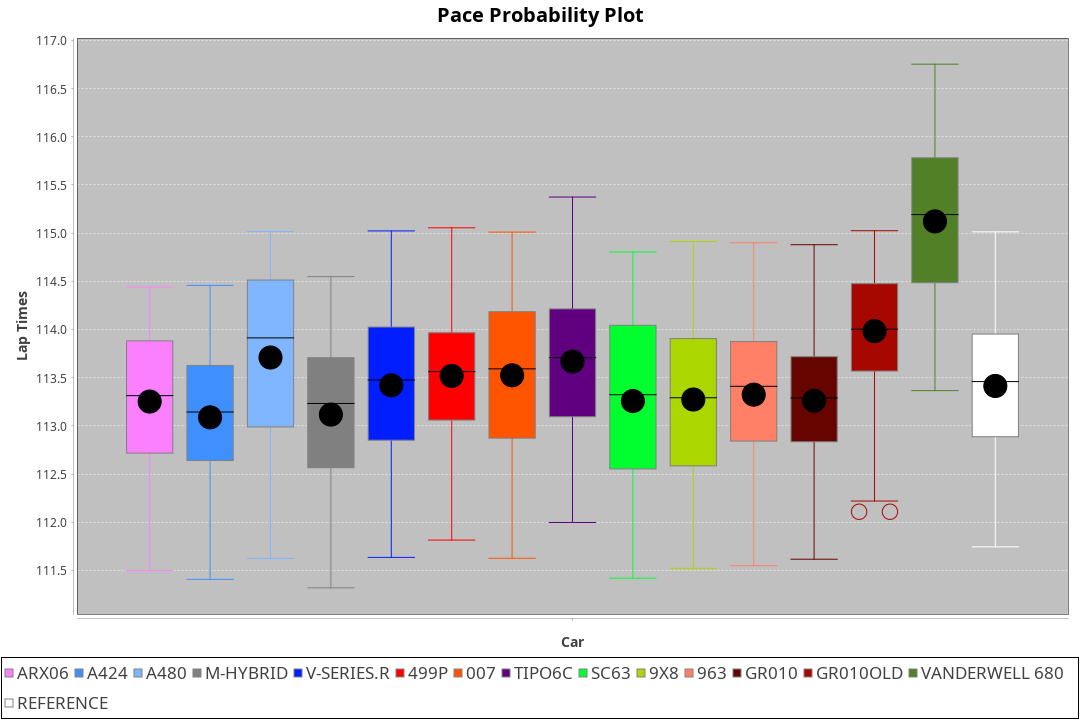 Pace Probability Plot
117.0
116.5
116.0
115.5
115.0
114.5
114.0
113.5
113.0
112.5
112.0
111.5
Lap Times
Car
ARX06 A424 A480 M-HYBRID V-SERIES.R 499P 007 TIPO6C SC63 9X8 963 GR010 GR010OLD VANDERWELL 680
REFERENCE